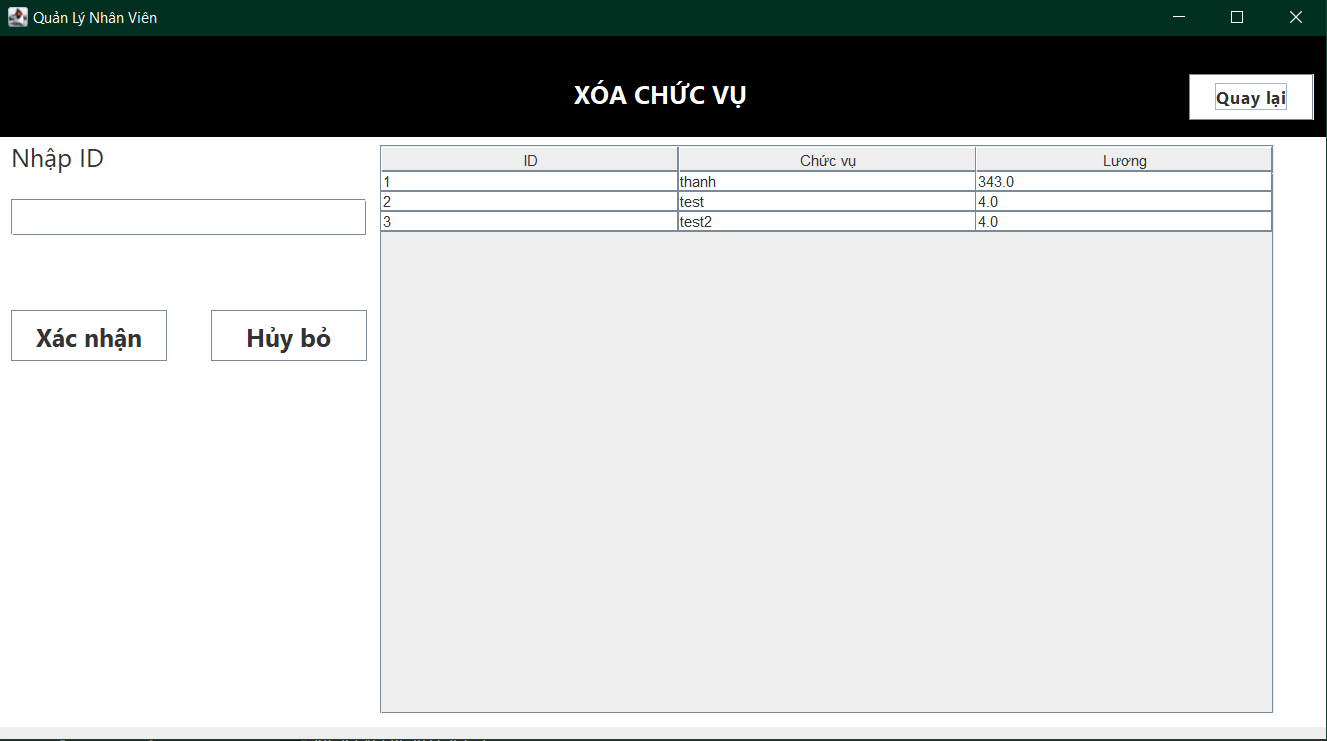 Quản Lý Nhân Viên
XÓA CHỨC VỤ
Quay lại
Nhập ID
Xác nhận Hủy bỏ
ID Chức vụ Lương
1 thanh 343.0
2 test 4.0
3 test2 4.0